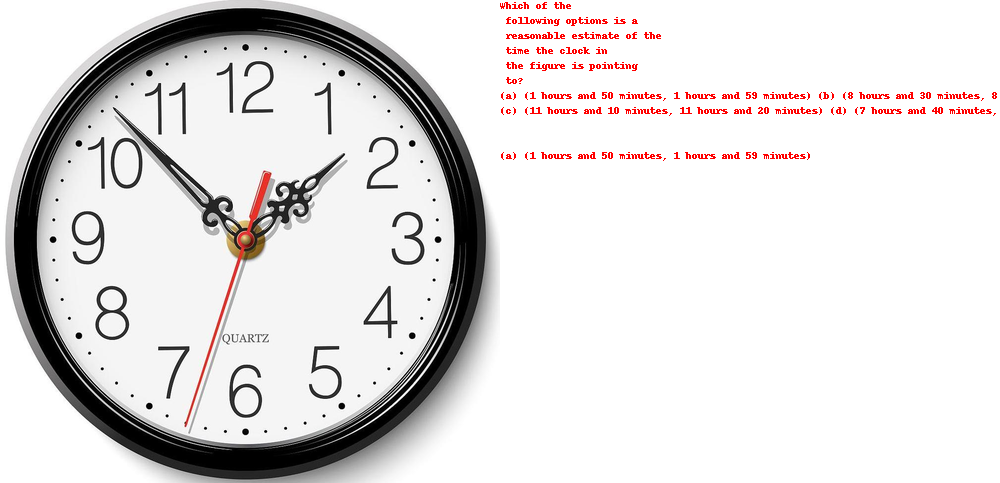 12
11
1
10
2
9
3
8
4
QUARTZ
7
5
6
Which of the
following options is a
reasonable estimate of the
time the clock in
the figure is pointing
to?
(a) (1 hours and 50 minutes, 1 hours and 59 minutes) (b) (8 hours and 30 minutes, 8
(c) (11 hours and 10 minutes, 11 hours and 20 minutes) (d) (7 hours and 40 minutes,
(a) (1 hours and 50 minutes, 1 hours and 59 minutes)